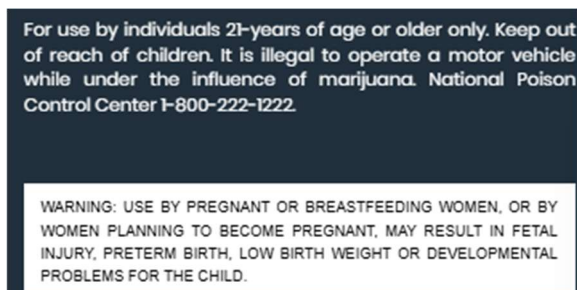 For use by individuals 21-years of age or older only. Keep out
of reach of children. It is illegal to operate a motor vehicle
while under the influence of marijuana. National Poison
Control Center 1-800-222-1222.
WARNING: USE BY PREGNANT OR BREASTFEEDING WOMEN, OR BY
WOMEN PLANNING TO BECOME PREGNANT, MAY RESULT IN FETAL
INJURY, PRETERM BIRTH, LOW BIRTH WEIGHT OR DEVELOPMENTAL
PROBLEMS FOR THE CHILD.